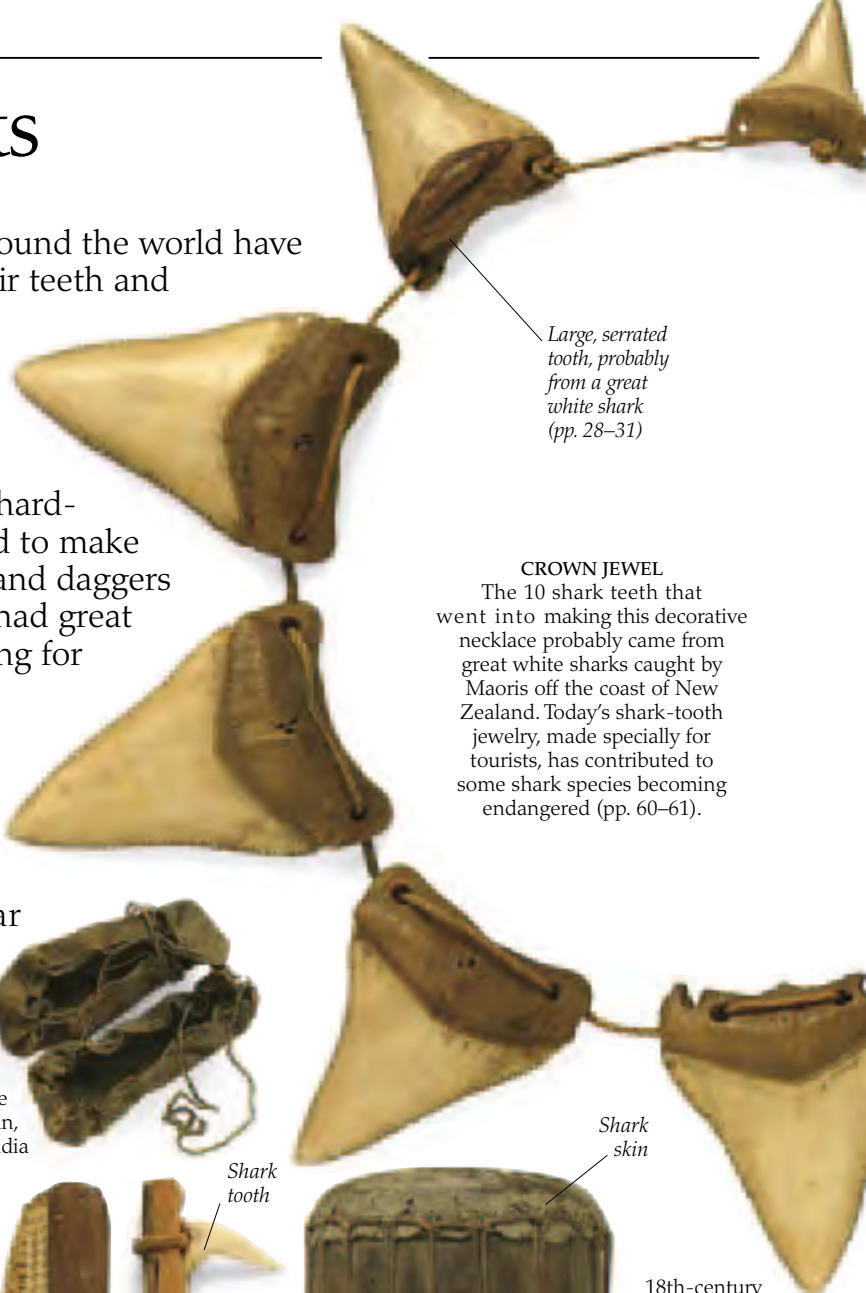 ts
ound the world have
ir teeth and
Large, serrated
tooth, probably
from a great
white shark
(pp. 28–31)
hard-
d to make
and daggers
had great
ng for
CROWN JEWEL
The 10 shark teeth that
went into making this decorative
necklace probably came from
great white sharks caught by
Maoris off the coast of New
Zealand. Today's shark-tooth
jewelry, made specially for
tourists, has contributed to
some shark species becoming
endangered (pp. 60–61).
ar
e
n,
dia
Shark
tooth
Shark
skin
18th-century